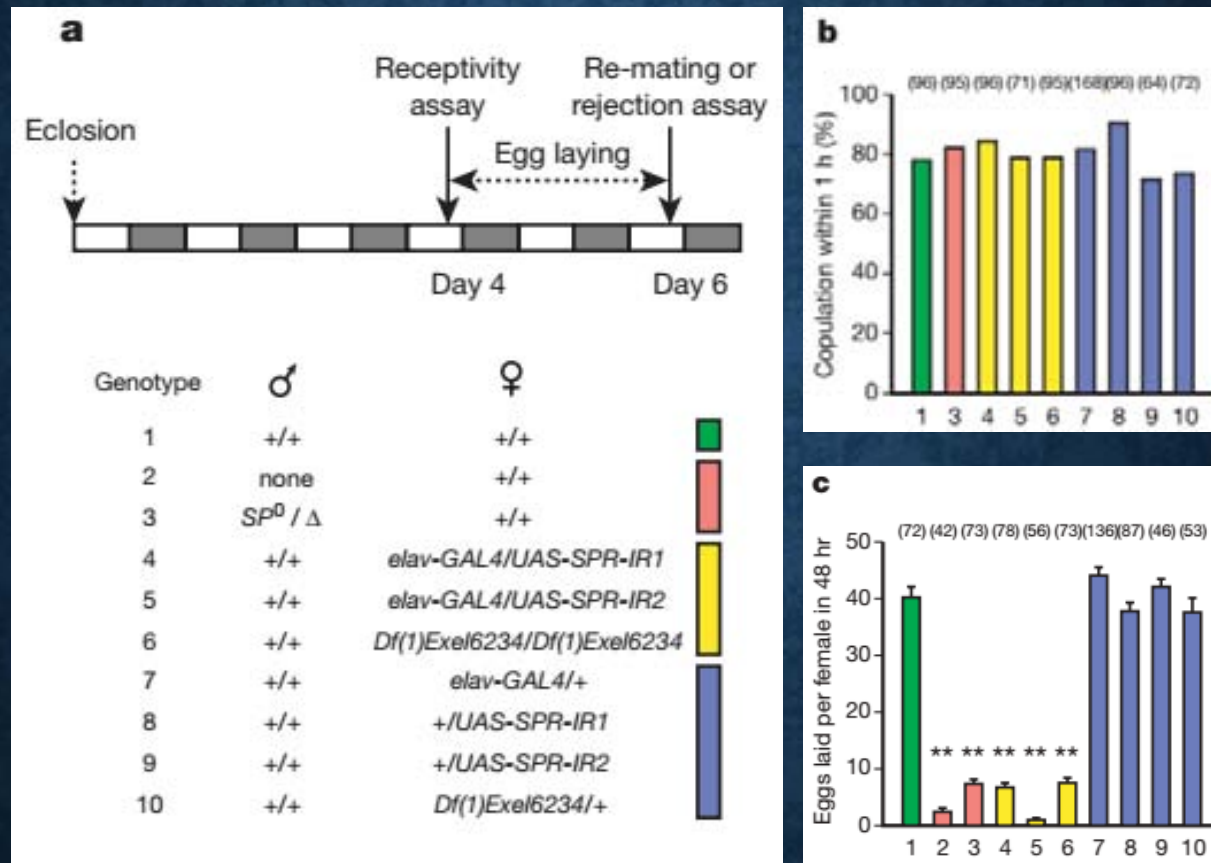 a
Receptivity assay
Re-mating or rejection assay
Eclosion
Egg laying
Day 4 Day 6
Genotype ♂ ♀
1 +/+ +/+
2 none +/+
3 SP⁰ / Δ +/+
4 +/+ elav-GAL4/UAS-SPR-IR1
5 +/+ elav-GAL4/UAS-SPR-IR2
6 +/+ Df(1)Exel6234/Df(1)Exel6234
7 +/+ elav-GAL4/+
8 +/+ +/UAS-SPR-IR1
9 +/+ +/UAS-SPR-IR2
10 +/+ Df(1)Exel6234/+
b
(96) (95) (96) (71) (95) (168) (96) (64) (72)
Copulation within 1 h (%)
100
80
60
40
20
0
1 3 4 5 6 7 8 9 10
c
(72) (42) (73) (78) (56) (73) (136) (87) (46) (53)
Eggs laid per female in 48 hr
50
40
30
20
10
0
** ** ** ** **
1 2 3 4 5 6 7 8 9 10